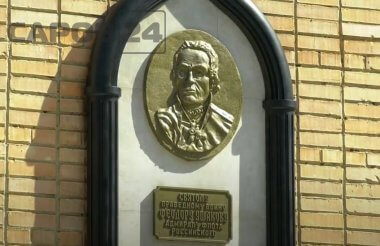 САРОВ24
СВЯТОМУ
ПРАВЕДНОМУ ВОИНУ
ФЕОДОРУ УШАКОВУ
АДМИРАЛУ ФЛОТА
РОССИЙСКОГО